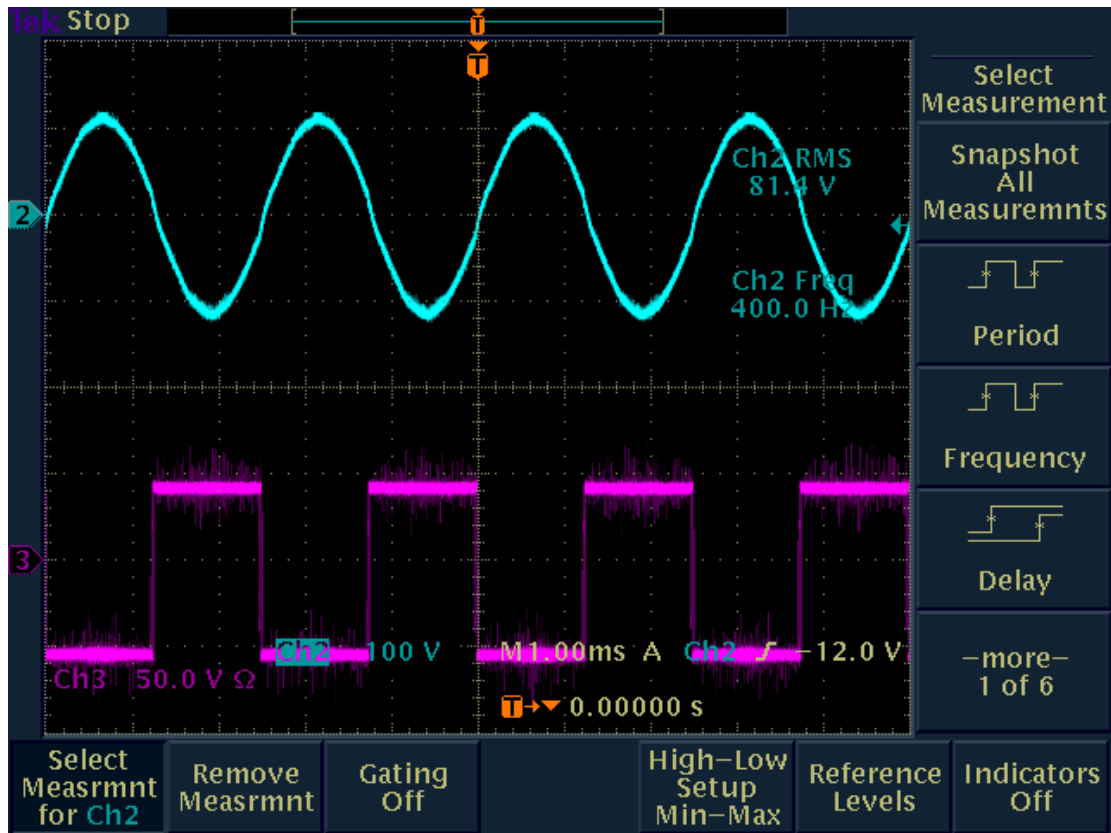 Tek Stop
T
T
Select
Measurement
Snapshot
All
Measuremnts
Ch2 RMS
81.4 V
2
Ch2 Freq
400.0 Hz
Period
Frequency
3
Delay
Ch2 100 V M1.00ms A Ch2 −12.0 V
Ch3 50.0 V Ω
T 0.00000 s
−more−
1 of 6
Select
Measrmnt
for Ch2
Remove
Measrmnt
Gating
Off
High−Low
Setup
Min−Max
Reference
Levels
Indicators
Off